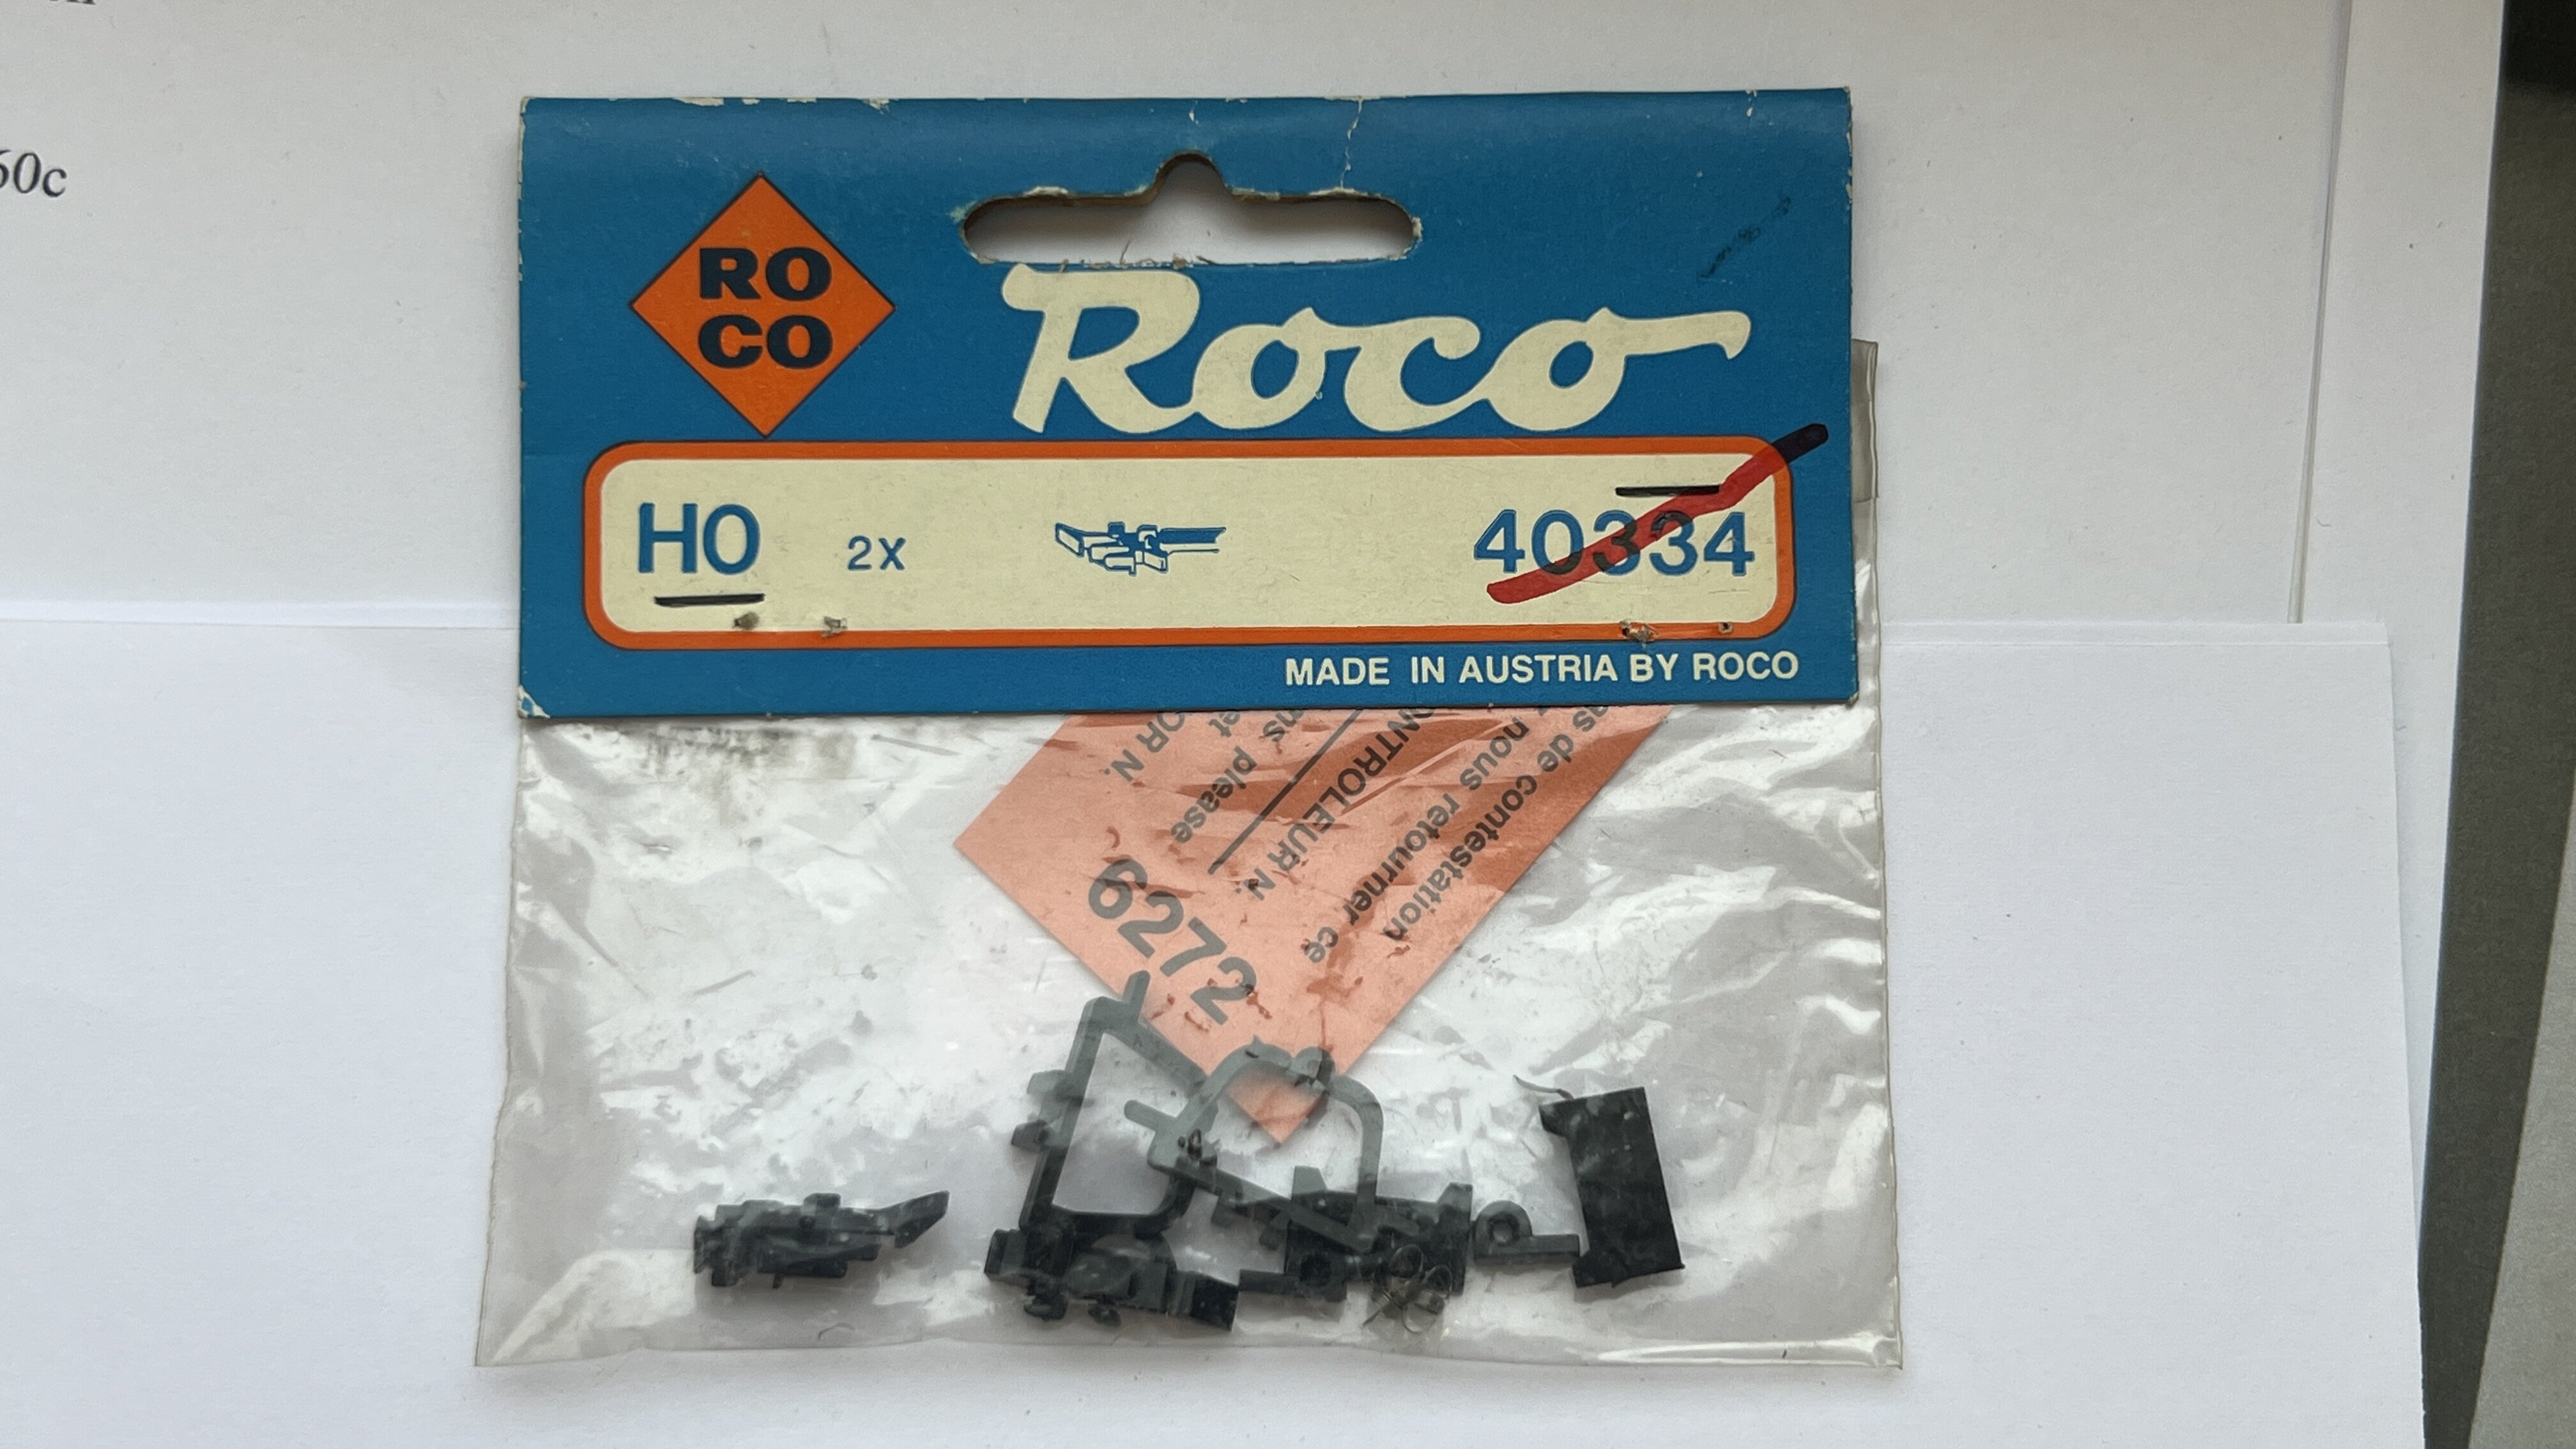 60c
RO
CO
Roco
HO 2X 40334
MADE IN AUSTRIA BY ROCO
et
please
CONTROLEUR N.
6272
de contestation
nous retourner ce